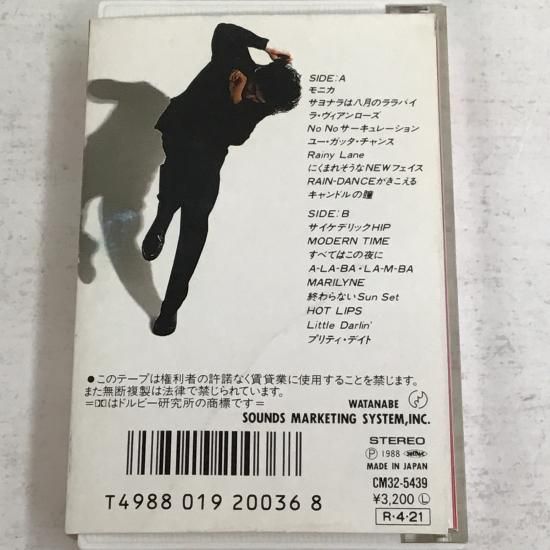 SIDE:A
モニカ
サヨナラは八月のララバイ
ラ・ヴィアンローズ
No Noサーキュレーション
ユー・ガッタ・チャンス
Rainy Lane
にくまれそうなNEWフェイス
RAIN-DANCEがきこえる
キャンドルの瞳
SIDE:B
サイケデリックHIP
MODERN TIME
すべてはこの夜に
A-LA-BA・LA-M-BA
MARILYNE
終わらないSun Set
HOT LIPS
Little Darlin'
プリティ・デイト
●このテープは権利者の許諾なく賃貸業に使用することを禁じます。
また無断複製は法律で禁じられています。
＝はドルビー研究所の商標です＝
WATANABE
SOUNDS MARKETING SYSTEM,INC.
STEREO
Ⓟ 1988
MADE IN JAPAN
CM32-5439
¥3,200 Ⓛ
R・4・21
T4988 019 20036 8